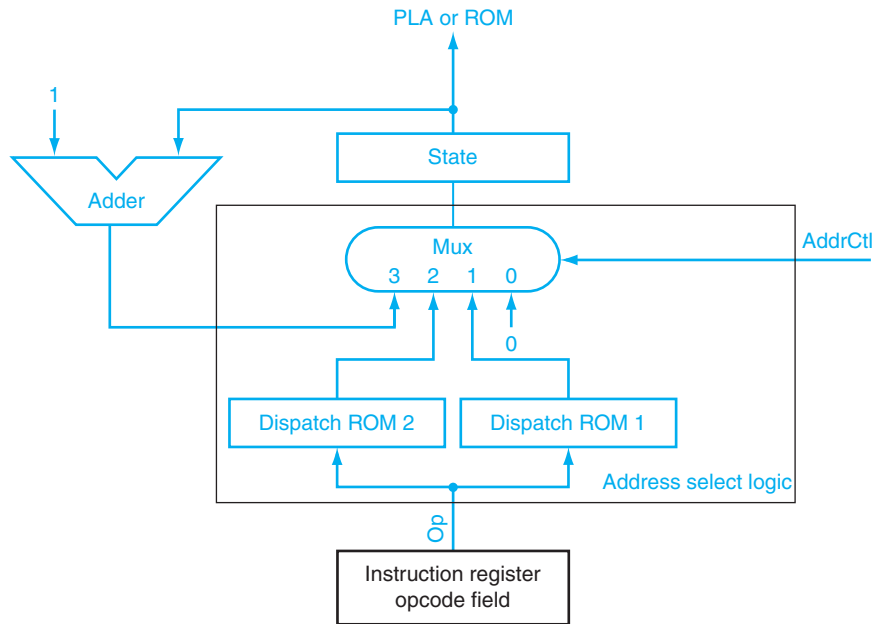 PLA or ROM
1
State
Adder
Mux
AddrCtl
3 2 1 0
0
Dispatch ROM 2
Dispatch ROM 1
Address select logic
Op
Instruction register
opcode field